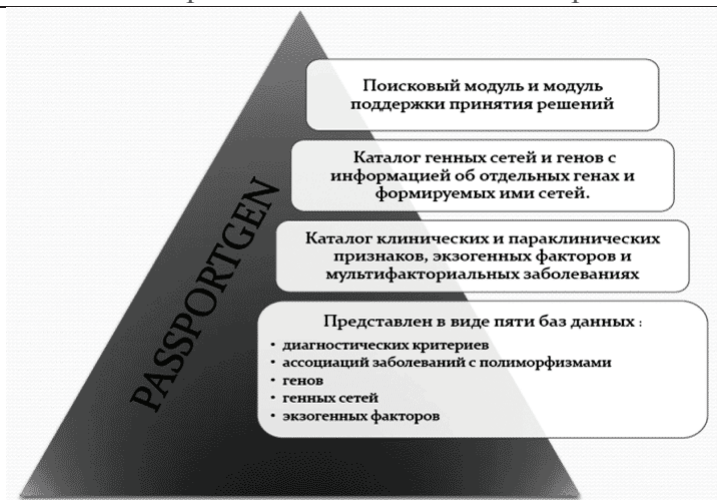 Поисковый модуль и модуль
поддержки принятия решений
Каталог генных сетей и генов с
информацией об отдельных генах и
формируемых ими сетей.
Каталог клинических и параклинических
признаков, экзогенных факторов и
мультифакториальных заболеваниях
Представлен в виде пяти баз данных :
• диагностических критериев
• ассоциаций заболеваний с полиморфизмами
• генов
• генных сетей
• экзогенных факторов
PASSPORTGEN